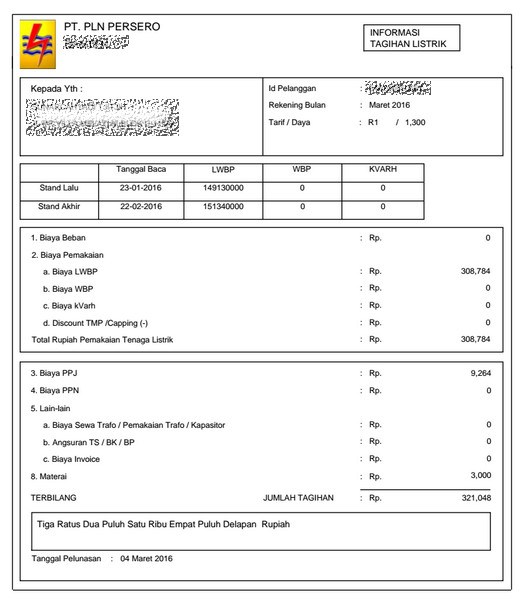 PT. PLN PERSERO
INFORMASI
TAGIHAN LISTRIK
Kepada Yth :
Id Pelanggan :
Rekening Bulan : Maret 2016
Tarif / Daya : R1 / 1,300
Tanggal Baca LWBP WBP KVARH
Stand Lalu 23-01-2016 149130000 0 0
Stand Akhir 22-02-2016 151340000 0 0
1. Biaya Beban : Rp. 0
2. Biaya Pemakaian
a. Biaya LWBP : Rp. 308,784
b. Biaya WBP : Rp. 0
c. Biaya kVarh : Rp. 0
d. Discount TMP /Capping (-) : Rp. 0
Total Rupiah Pemakaian Tenaga Listrik : Rp. 308,784
3. Biaya PPJ : Rp. 9,264
4. Biaya PPN : Rp. 0
5. Lain-lain
a. Biaya Sewa Trafo / Pemakaian Trafo / Kapasitor : Rp. 0
b. Angsuran TS / BK / BP : Rp. 0
c. Biaya Invoice : Rp. 0
8. Materai : Rp. 3,000
TERBILANG JUMLAH TAGIHAN : Rp. 321,048
Tiga Ratus Dua Puluh Satu Ribu Empat Puluh Delapan Rupiah
Tanggal Pelunasan : 04 Maret 2016